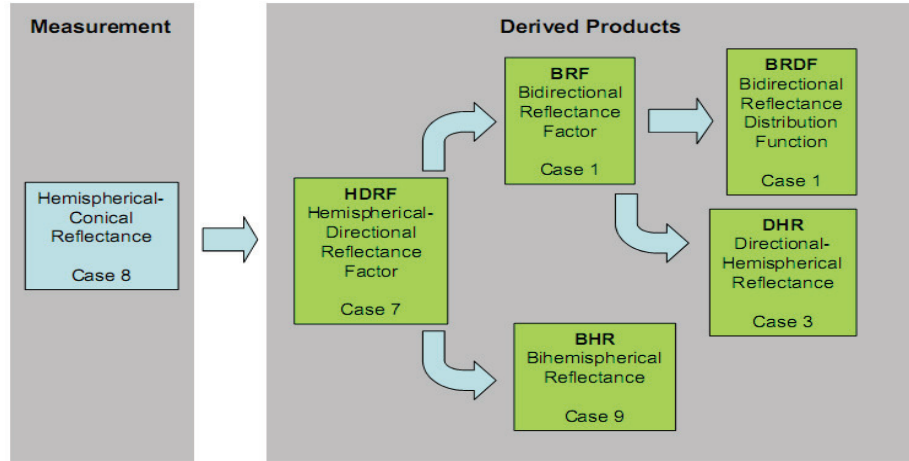 Measurement
Hemispherical-
Conical
Reflectance
Case 8
Derived Products
HDRF
Hemispherical-
Directional
Reflectance
Factor
Case 7
BRF
Bidirectional
Reflectance
Factor
Case 1
BRDF
Bidirectional
Reflectance
Distribution
Function
Case 1
DHR
Directional-
Hemispherical
Reflectance
Case 3
BHR
Bihemispherical
Reflectance
Case 9